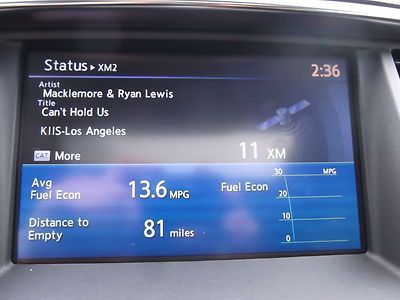 Status ▸ XM2
2:36
Artist
Macklemore & Ryan Lewis
Title
Can't Hold Us
KIIS-Los Angeles
CAT More
11 XM
Avg Fuel Econ 13.6 MPG
Distance to Empty 81 miles
Fuel Econ
30 MPG
20
10
0